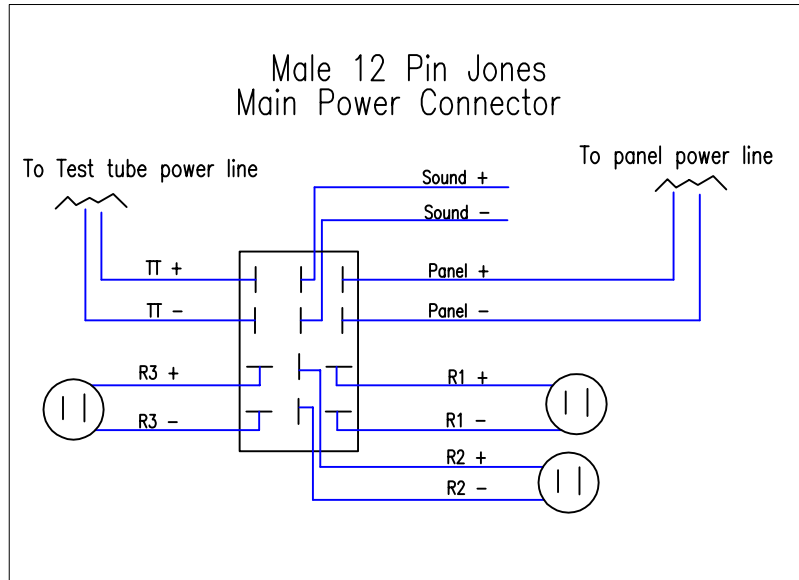 Male 12 Pin Jones
Main Power Connector
To Test tube power line
To panel power line
Sound +
Sound -
TT +
Panel +
TT -
Panel -
R3 +
R1 +
R3 -
R1 -
R2 +
R2 -